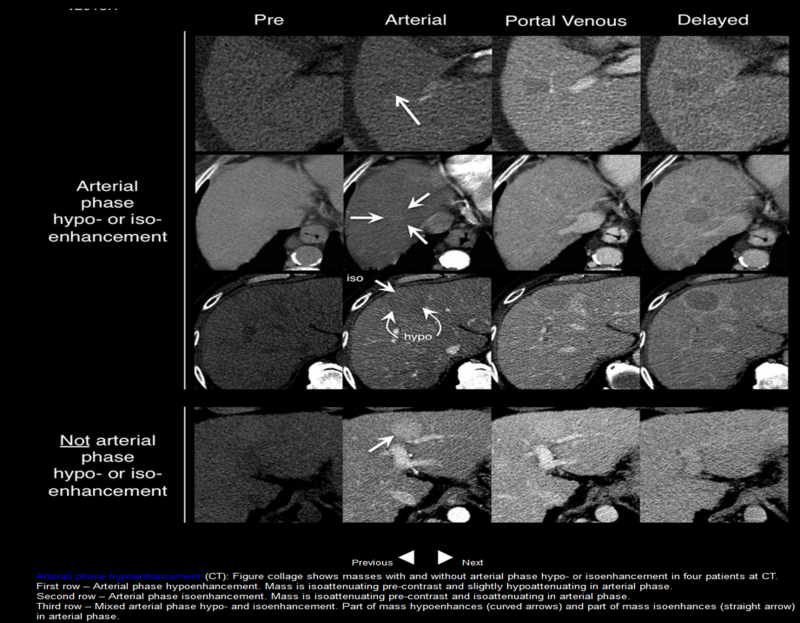 Pre Arterial Portal Venous Delayed
Arterial
phase
hypo- or iso-
enhancement
iso
hypo
Not arterial
phase
hypo- or iso-
enhancement
Previous Next
Arterial phase hypoenhancement (CT): Figure collage shows masses with and without arterial phase hypo- or isoenhancement in four patients at CT.
First row – Arterial phase hypoenhancement. Mass is isoattenuating pre-contrast and slightly hypoattenuating in arterial phase.
Second row – Arterial phase isoenhancement. Mass is isoattenuating pre-contrast and isoattenuating in arterial phase.
Third row – Mixed arterial phase hypo- and isoenhancement. Part of mass hypoenhances (curved arrows) and part of mass isoenhances (straight arrow)
in arterial phase.